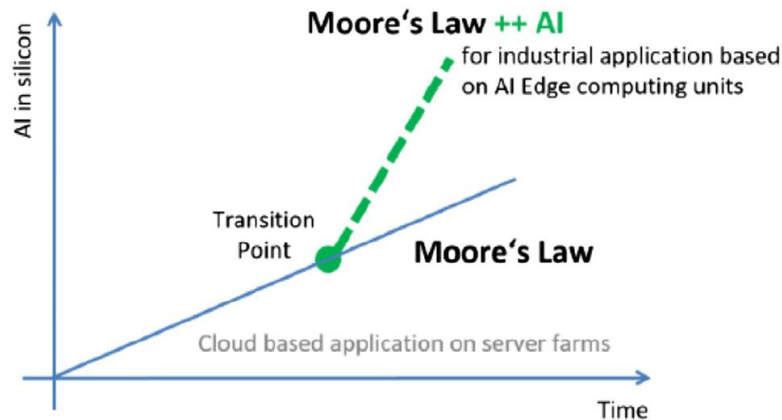 Moore‘s Law ++ AI
for industrial application based
on AI Edge computing units
AI in silicon
Transition
Point
Moore‘s Law
Cloud based application on server farms
Time